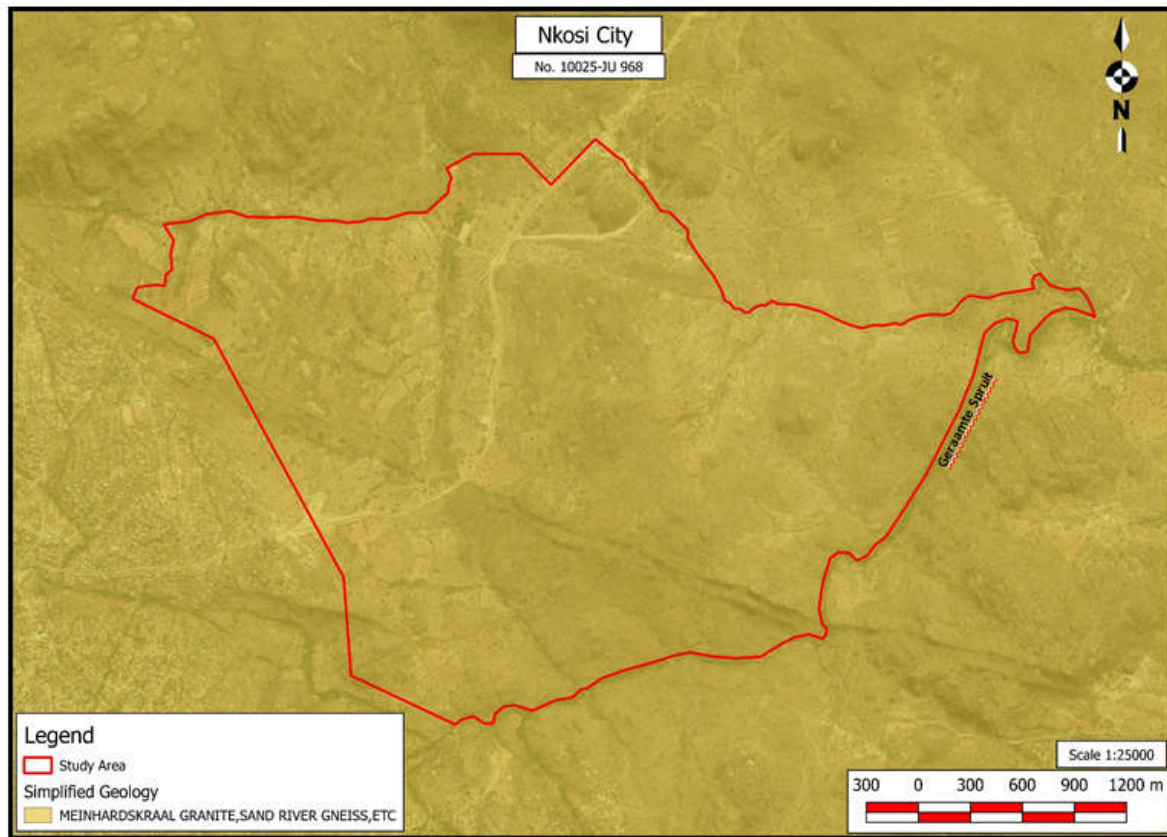 Nkosi City
No. 10025-JU 968
N
Geraamte Spruit
Legend
Study Area
Simplified Geology
MEINHARDSKRAAL GRANITE,SAND RIVER GNEISS,ETC
Scale 1:25000
300 0 300 600 900 1200 m